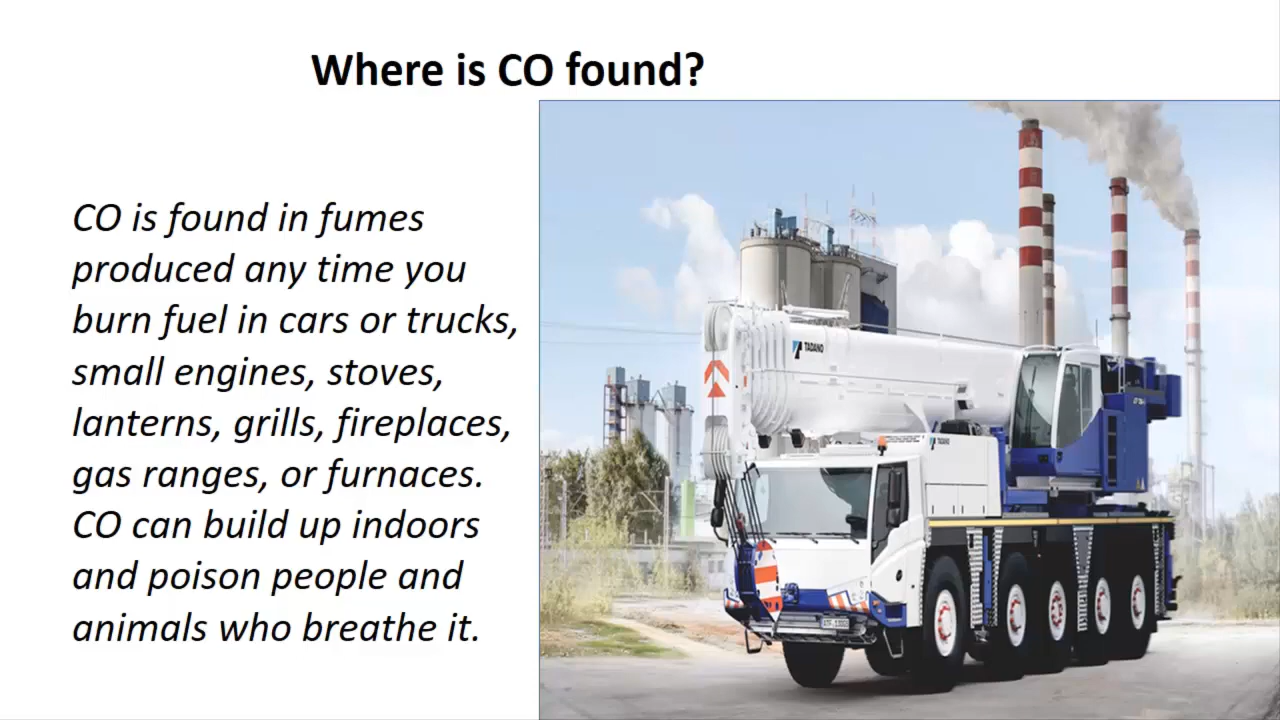 Where is CO found?
CO is found in fumes
produced any time you
burn fuel in cars or trucks,
small engines, stoves,
lanterns, grills, fireplaces,
gas ranges, or furnaces.
CO can build up indoors
and poison people and
animals who breathe it.
TADANO
TADANO